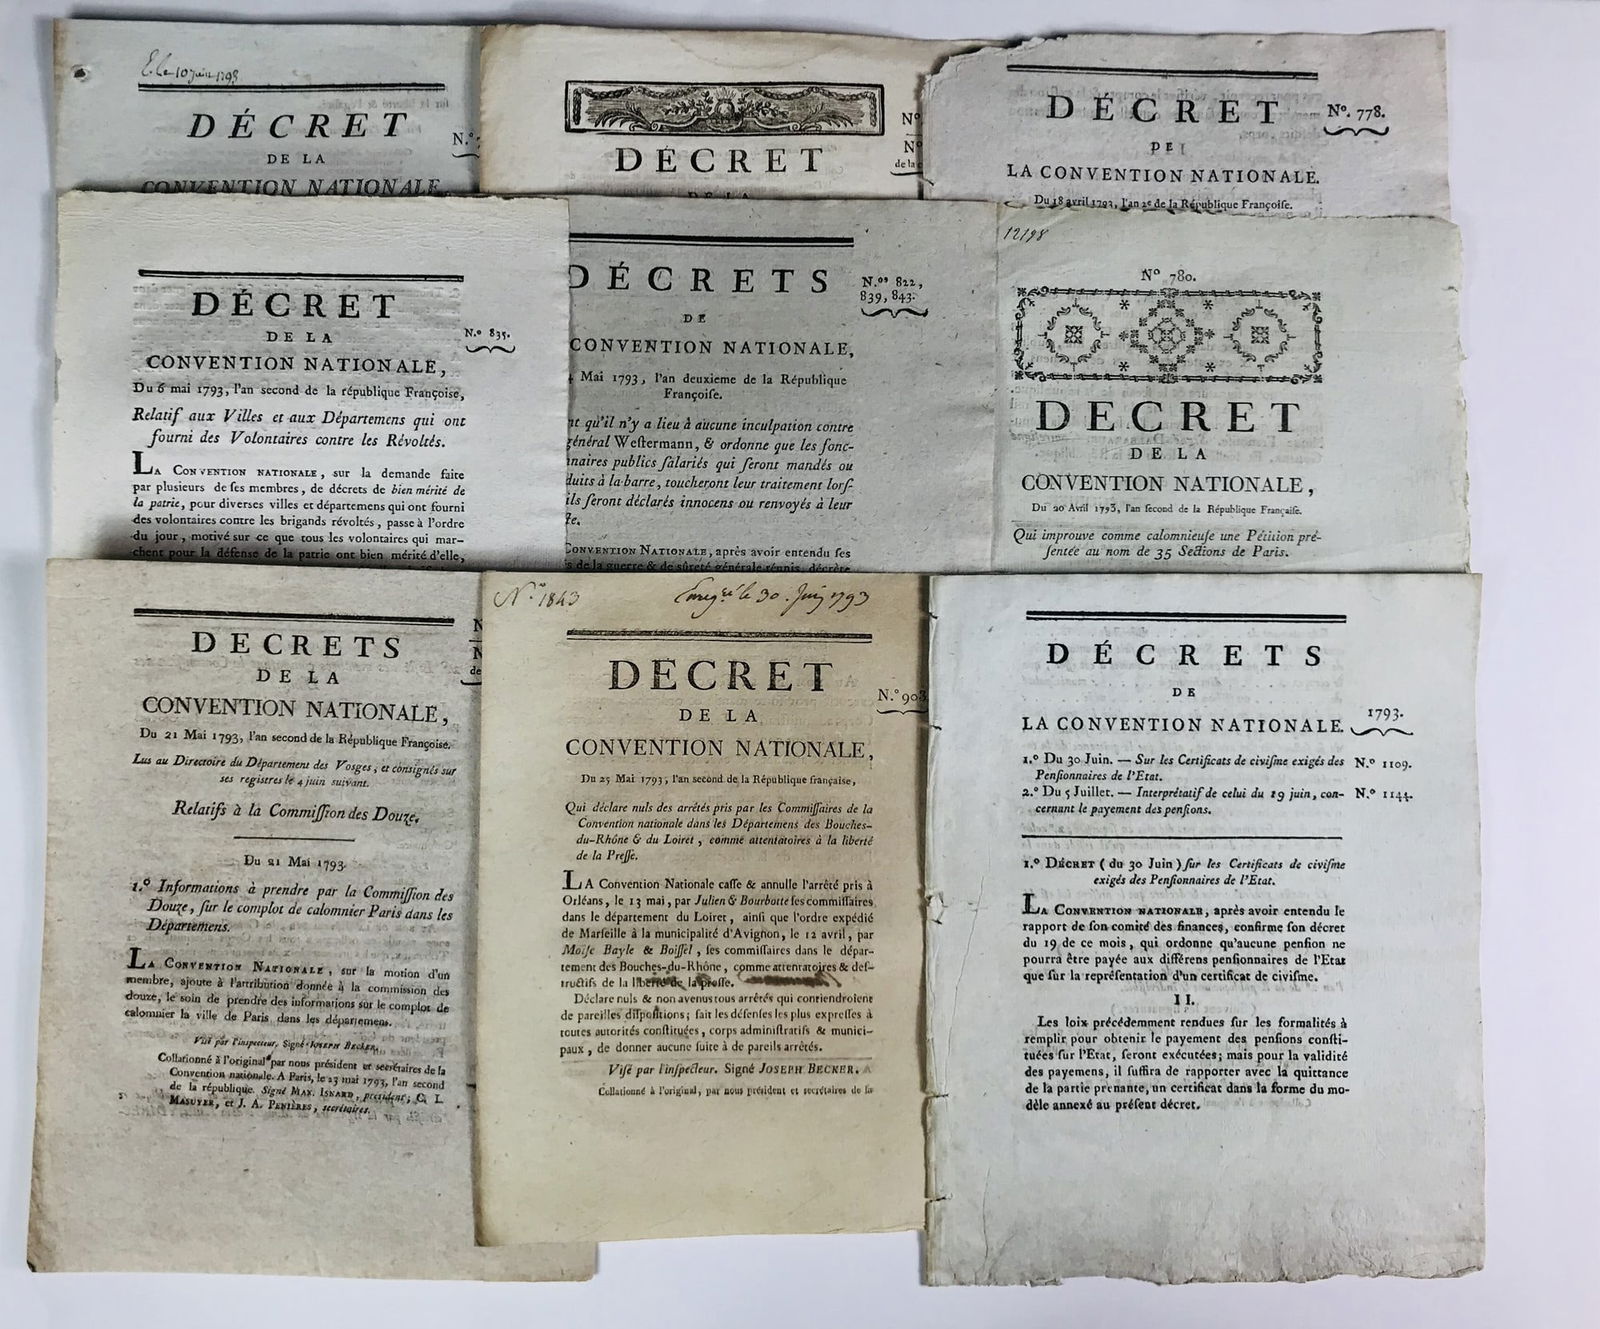 E. le 10 Juin 1793
DÉCRET
DE LA
CONVENTION NATIONALE,
N.º
DÉCRET
DE LA
Nº
Nº
de la
DÉCRET
Nº. 778.
DE
LA CONVENTION NATIONALE.
Du 18 avril 1793, l'an 2e de la République Françoise.
DÉCRET
DE LA
N.º 835.
CONVENTION NATIONALE,
Du 6 mai 1793, l'an second de la république Françoise,
Relatif aux Villes et aux Départemens qui ont
fourni des Volontaires contre les Révoltés.
LA CONVENTION NATIONALE, sur la demande faite
par plusieurs de ses membres, de décrets de bien mérité de
la patrie, pour diverses villes et départemens qui ont fourni
des volontaires contre les brigands révoltés, passe à l'ordre
du jour, motivé sur ce que tous les volontaires qui mar-
chent pour la défense de la patrie ont bien mérité d'elle,
DÉCRETS
N.ºˢ 822,
839, 843.
DE
CONVENTION NATIONALE,
Mai 1793, l'an deuxieme de la République
Françoise.
qu'il n'y a lieu à aucune inculpation contre
général Westermann, & ordonne que les fonc-
nnaires publics salariés qui seront mandés ou
duits à la barre, toucheront leur traitement lors-
ils seront déclarés innocens ou renvoyés à leur
CONVENTION NATIONALE, après avoir entendu ses
s de la guerre & de sûreté générale réunis, décrète
12198
Nº 780.
DECRET
DE LA
CONVENTION NATIONALE,
Du 20 Avril 1793, l'an second de la République Française.
Qui improuve comme calomnieuse une Pétition pré-
sentée au nom de 35 Sections de Paris.
DECRETS
DE LA
CONVENTION NATIONALE,
N
N
de
Du 21 Mai 1793, l'an second de la République Françoise.
Lus au Directoire du Département des Vosges, et consignés sur
ses registres le 4 juin suivant.
Relatifs à la Commission des Douze.
Du 21 Mai 1793.
1.º Informations à prendre par la Commission des
Douze, sur le complot de calomnier Paris dans les
Départemens.
LA CONVENTION NATIONALE, sur la motion d'un
membre, ajoute à l'attribution donnée à la commission des
douze, le soin de prendre des informations sur le complot de
calomnier la ville de Paris dans les départemens.
Visé par l'inspecteur. Signé JOSEPH BECKER.
Collationné à l'original par nous président et secrétaires de la
Convention nationale. A Paris, le 23 mai 1793, l'an second
de la république. Signé MAX. ISNARD, président; C. L.
MASUYER, et J. A. PENIÈRES, secrétaires.
N.º 1843
Enreg.ré le 30. Juin 1793
DECRET
N.º 903
DE LA
CONVENTION NATIONALE,
Du 25 Mai 1793, l'an second de la République française,
Qui déclare nuls des arrêtés pris par les Commissaires de la
Convention nationale dans les Départemens des Bouches-
du-Rhône & du Loiret, comme attentatoires à la liberté
de la Presse.
LA Convention Nationale casse & annulle l'arrêté pris à
Orléans, le 13 mai, par Julien & Bourbotte ses commissaires
dans le département du Loiret, ainsi que l'ordre expédié
de Marseille à la municipalité d'Avignon, le 12 avril, par
Moïse Bayle & Boissel, ses commissaires dans le dépar-
tement des Bouches-du-Rhône, comme attentatoires & des-
tructifs de la liberté de la presse.
Déclare nuls & non avenus tous arrêtés qui contiendroient
de pareilles dispositions; fait les défenses les plus expresses à
toutes autorités constituées, corps administratifs & munici-
paux, de donner aucune suite à de pareils arrêtés.
Visé par l'inspecteur. Signé JOSEPH BECKER.
Collationné à l'original, par nous président et secrétaires de la
DÉCRETS
DE
LA CONVENTION NATIONALE.
1793.
1.º Du 30 Juin. — Sur les Certificats de civisme exigés des
Pensionnaires de l'Etat.
N.º 1109.
2.º Du 5 Juillet. — Interprétatif de celui du 19 juin, con-
cernant le payement des pensions.
N.º 1144.
1.º DÉCRET ( du 30 Juin ) sur les Certificats de civisme
exigés des Pensionnaires de l'Etat.
LA CONVENTION NATIONALE, après avoir entendu le
rapport de son comité des finances, confirme son décret
du 19 de ce mois, qui ordonne qu'aucune pension ne
pourra être payée aux différens pensionnaires de l'Etat
que sur la représentation d'un certificat de civisme.
II.
Les loix précédemment rendues sur les formalités à
remplir pour obtenir le payement des pensions consti-
tuées sur l'Etat, seront exécutées; mais pour la validité
des payemens, il suffira de rapporter avec la quittance
de la partie prenante, un certificat dans la forme du mo-
dèle annexé au présent décret.